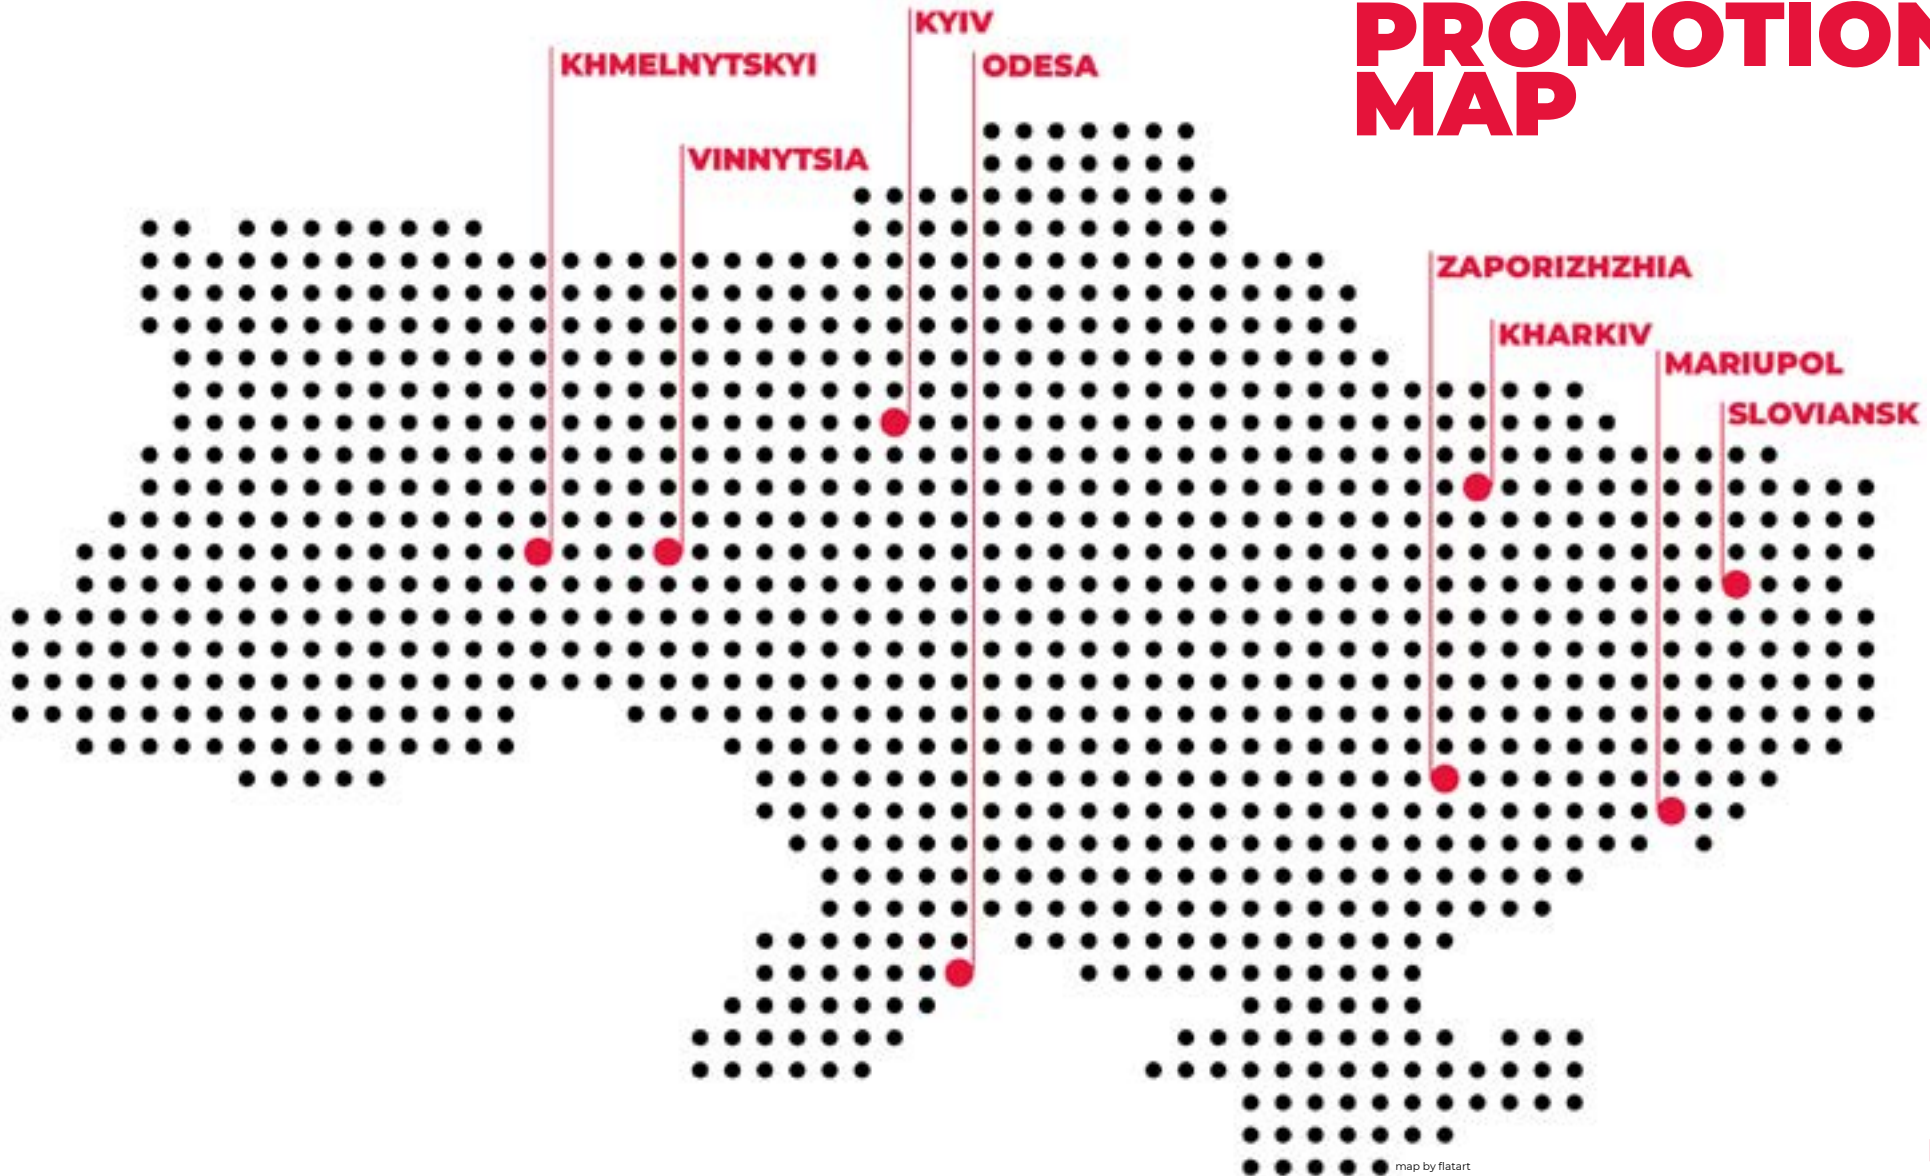 PROMOTION
MAP
KYIV
KHMELNYTSKYI
ODESA
VINNYTSIA
ZAPORIZHZHIA
KHARKIV
MARIUPOL
SLOVIANSK
map by flatart